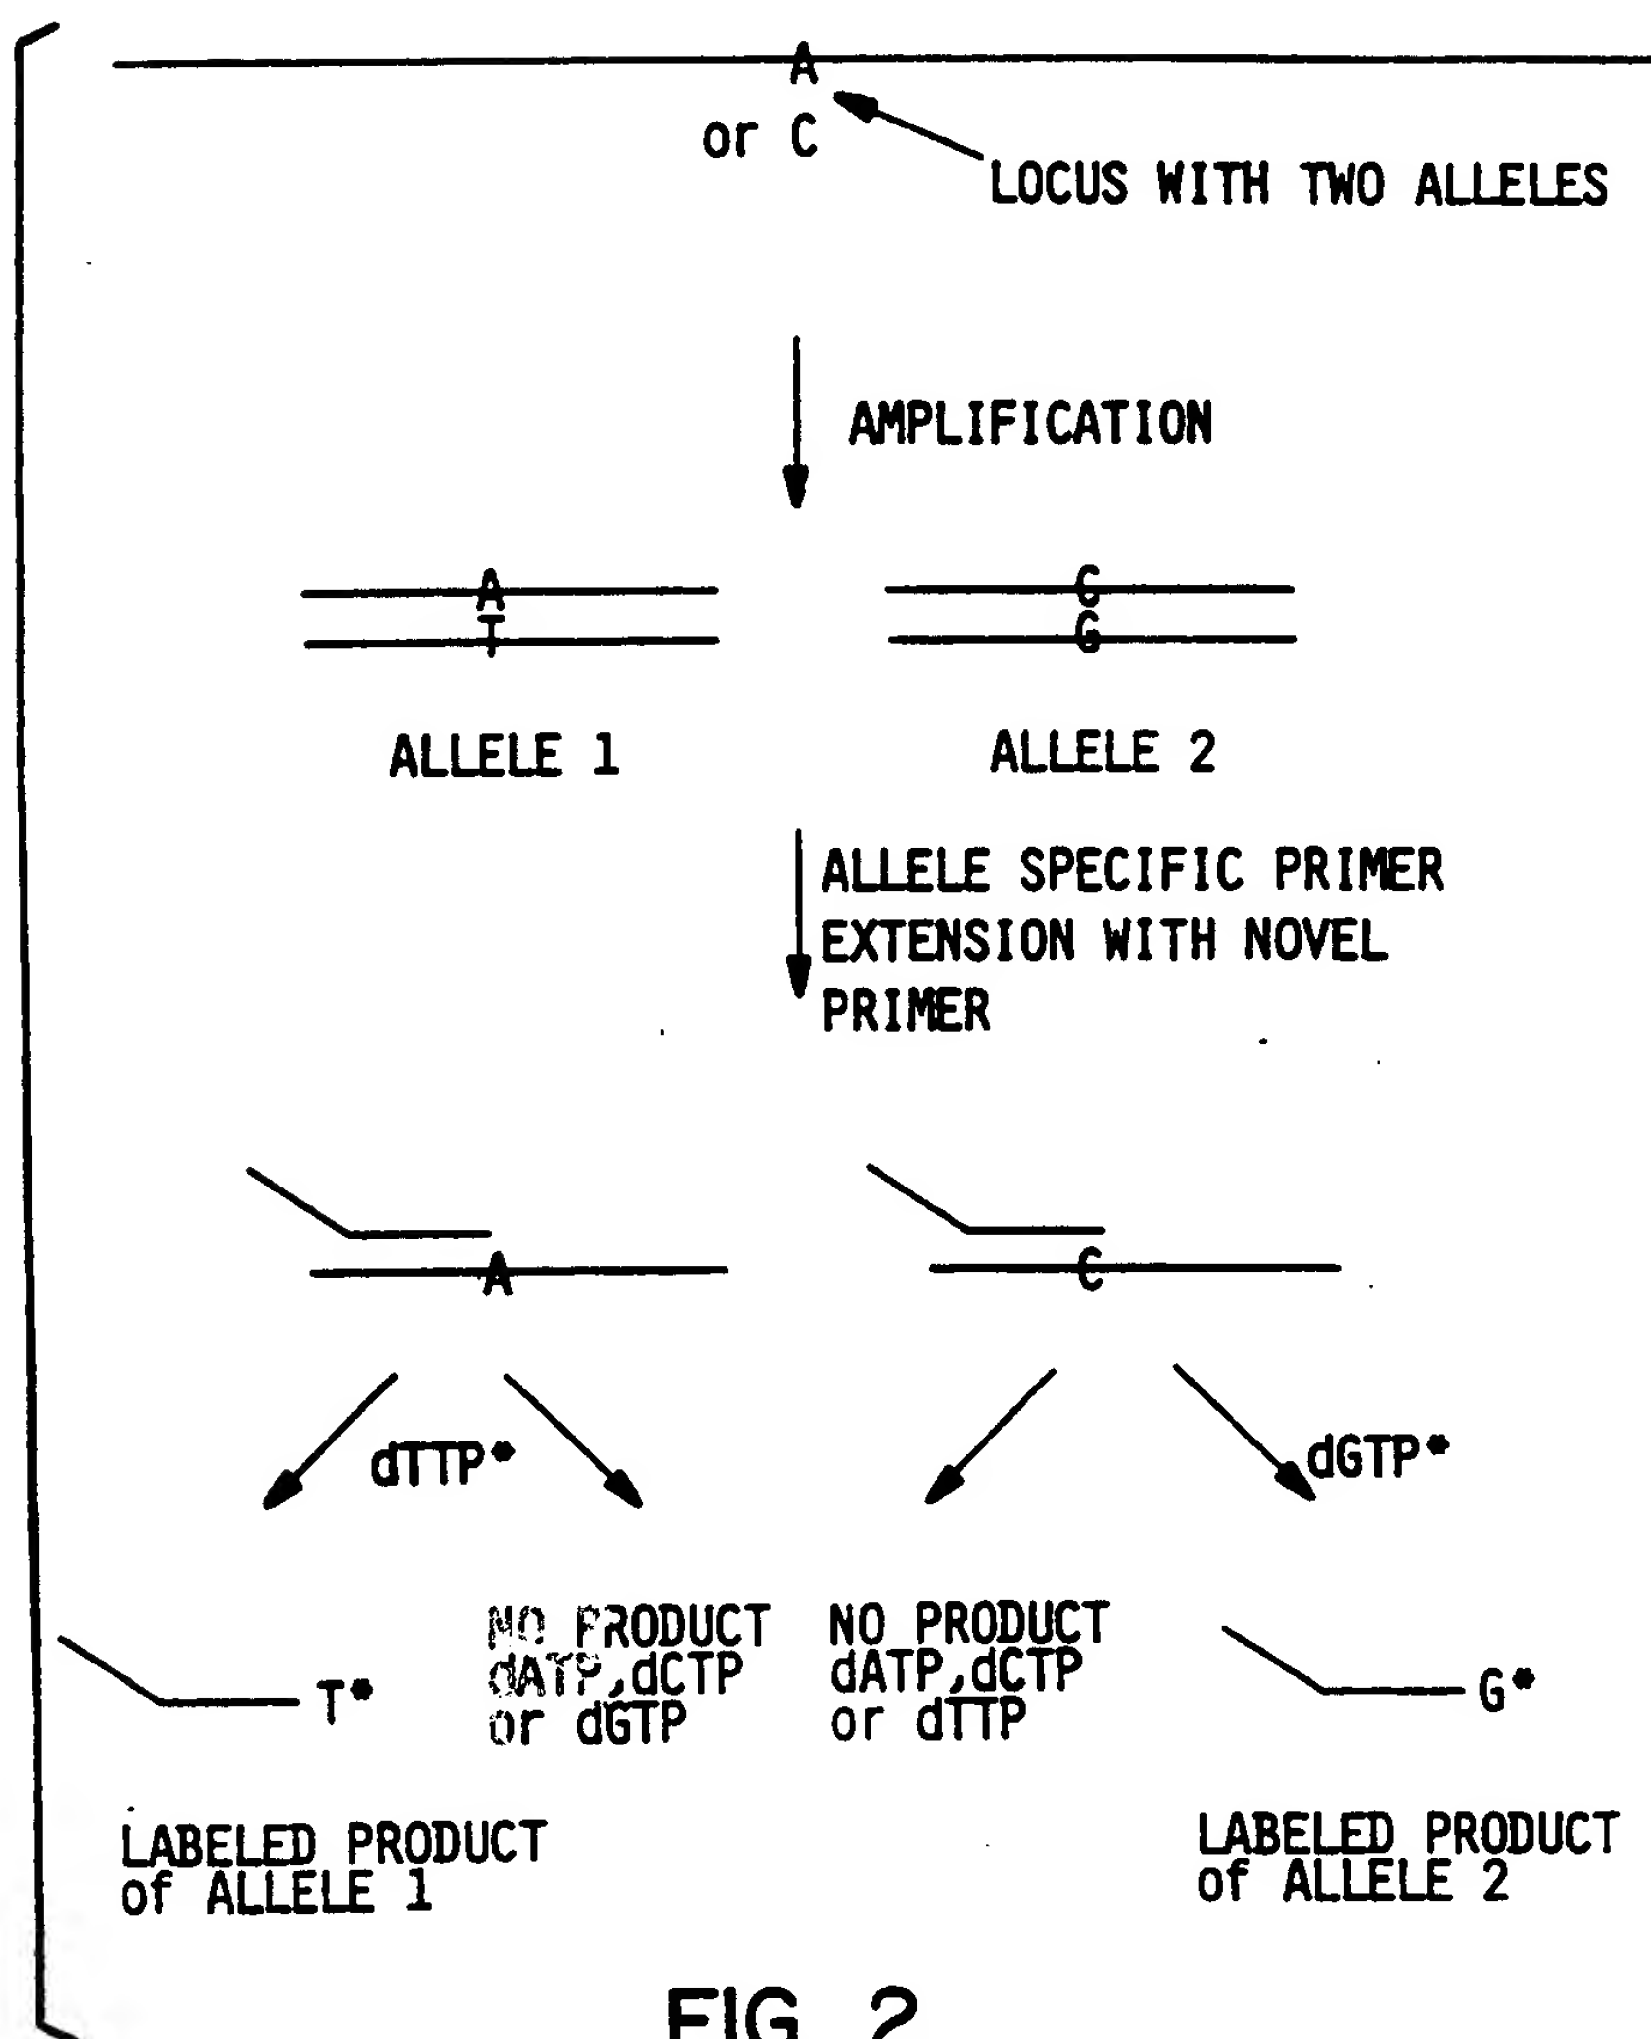 A
or C
LOCUS WITH TWO ALLELES
AMPLIFICATION
A
T
C
G
ALLELE 1
ALLELE 2
ALLELE SPECIFIC PRIMER
EXTENSION WITH NOVEL
PRIMER
A
C
dTTP*
dGTP*
T*
NO PRODUCT
dATP,dCTP
or dGTP
NO PRODUCT
dATP,dCTP
or dTTP
G*
LABELED PRODUCT
of ALLELE 1
LABELED PRODUCT
of ALLELE 2
FIG. 2